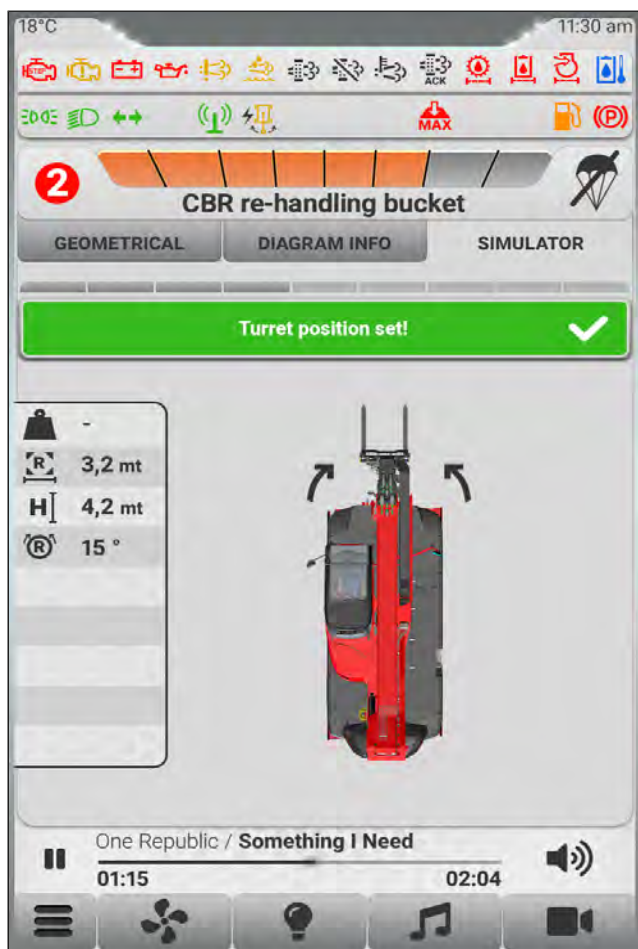 18°C 11:30 am
STOP
ACK
MAX
(P)
2
CBR re-handling bucket
GEOMETRICAL DIAGRAM INFO SIMULATOR
Turret position set!
-
R 3,2 mt
H 4,2 mt
R 15 °
One Republic / Something I Need
01:15 02:04